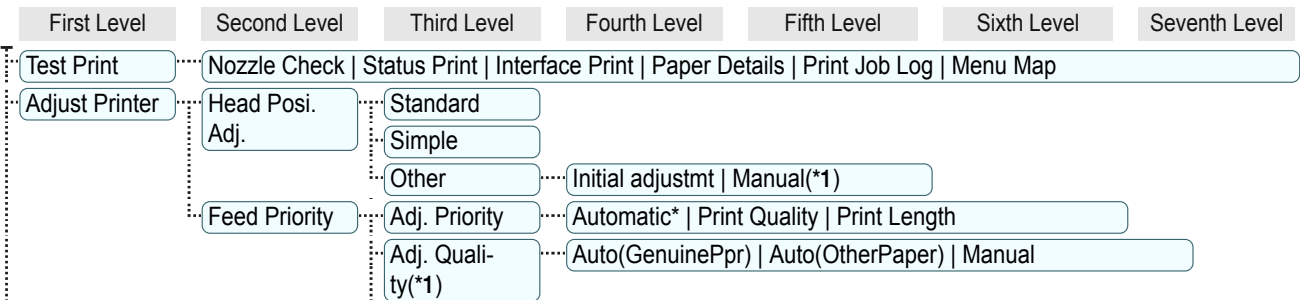 First Level Second Level Third Level Fourth Level Fifth Level Sixth Level Seventh Level
Test Print Nozzle Check | Status Print | Interface Print | Paper Details | Print Job Log | Menu Map
Adjust Printer Head Posi. Standard
Adj.
Simple
Other Initial adjustmt | Manual(*1)
Feed Priority Adj. Priority Automatic* | Print Quality | Print Length
Adj. Quali- Auto(GenuinePpr) | Auto(OtherPaper) | Manual
ty(*1)